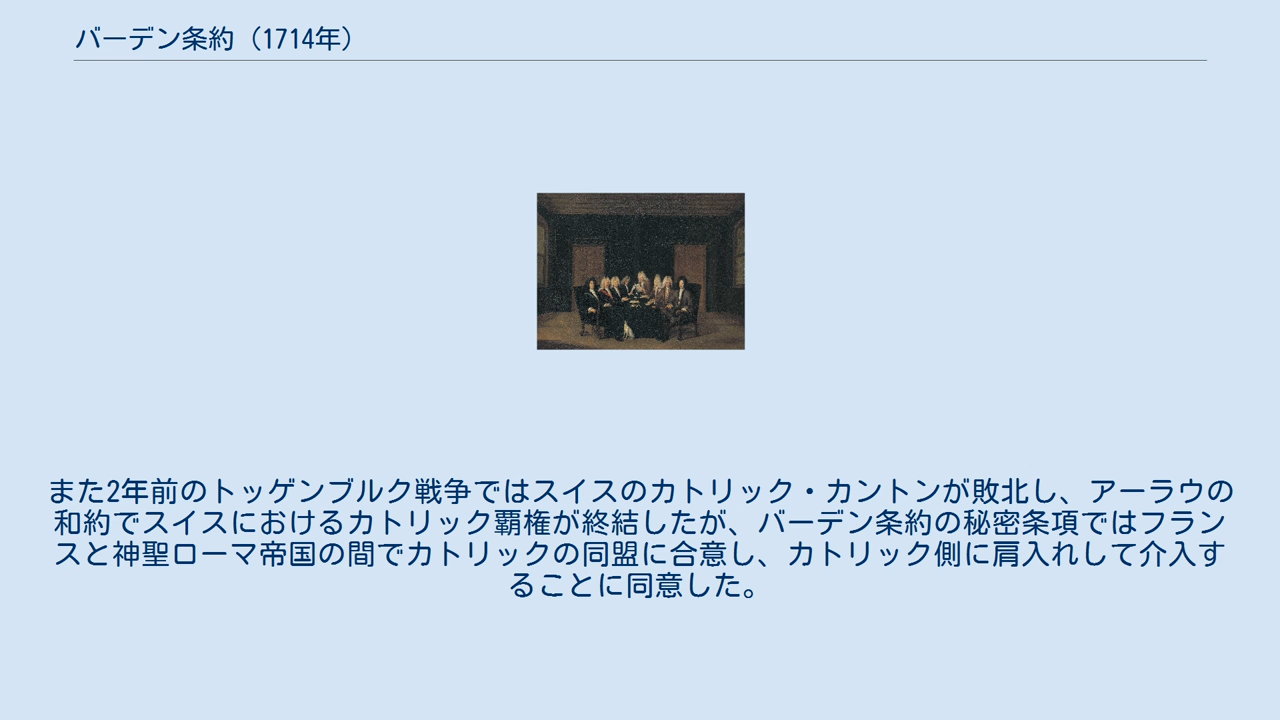 バーデン条約（1714年）
また2年前のトッゲンブルク戦争ではスイスのカトリック・カントンが敗北し、アーラウの
和約でスイスにおけるカトリック覇権が終結したが、バーデン条約の秘密条項ではフラン
スと神聖ローマ帝国の間でカトリックの同盟に合意し、カトリック側に肩入れして介入す
ることに同意した。